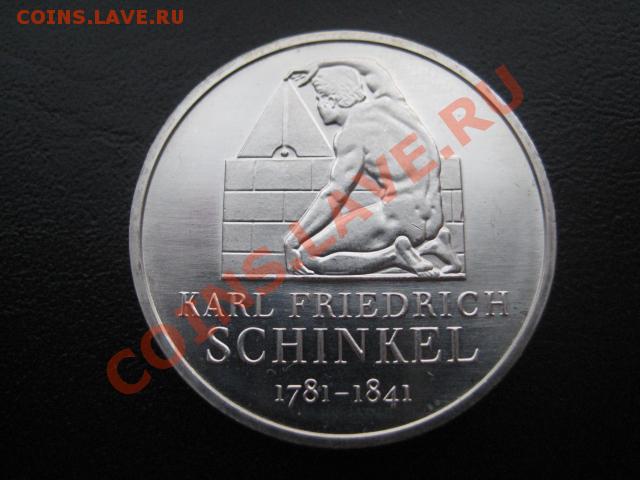 COINS.LAVE.RU
COINS.LAVE.RU
KARL FRIEDRICH
SCHINKEL
1781–1841